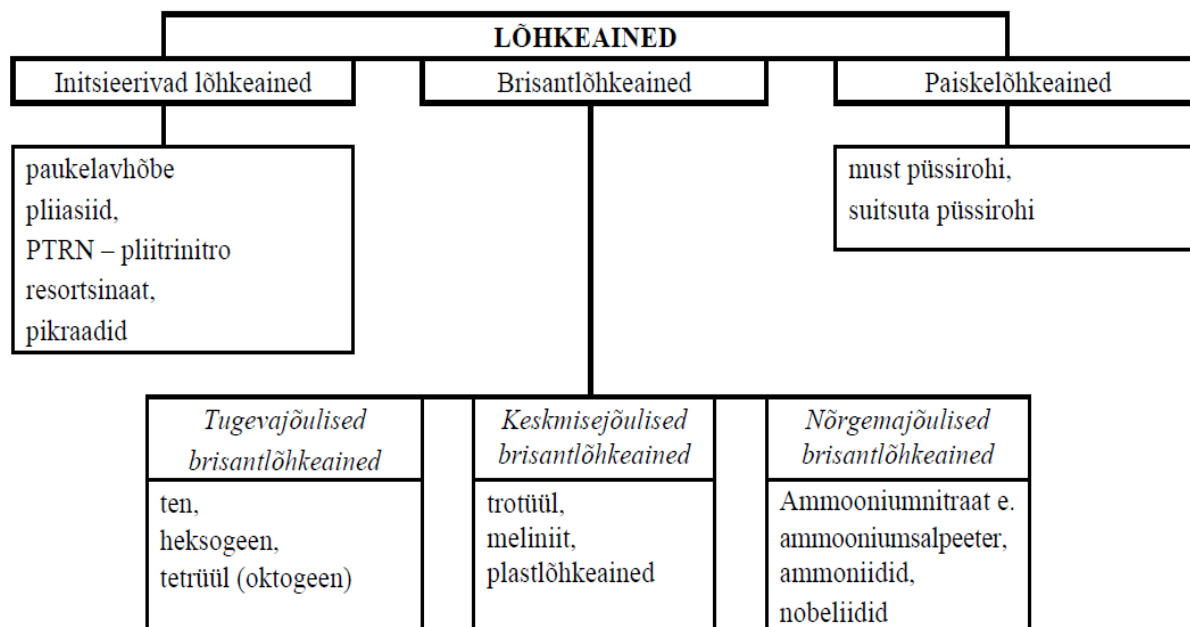 LÕHKEAINED
Initsieerivad lõhkeained
Brisantlõhkeained
Paiskelõhkeained
paukelavhõbe
pliiasiid,
PTRN – pliitrinitro
resortsinaat,
pikraadid
must püssirohi,
suitsuta püssirohi
Tugevajõulised
brisantlõhkeained
ten,
heksogeen,
tetrüül (oktogeen)
Keskmisejõulised
brisantlõhkeained
trotüül,
meliniit,
plastlõhkeained
Nõrgemajõulised
brisantlõhkeained
Ammooniumnitraat e.
ammooniumsalpeeter,
ammoniidid,
nobeliidid